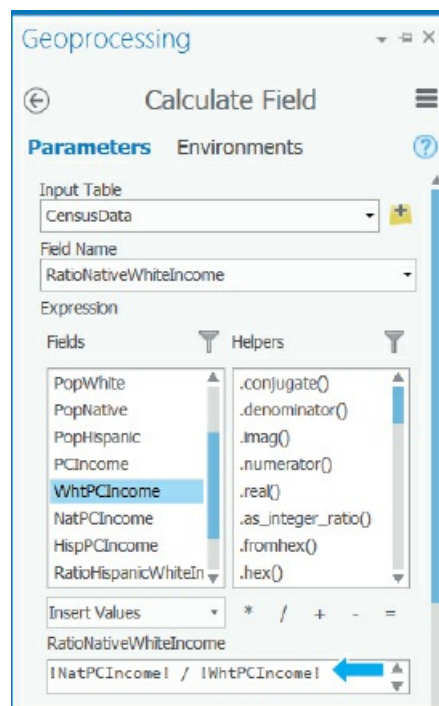 Geoprocessing
Calculate Field
Parameters Environments
Input Table
CensusData
Field Name
RatioNativeWhiteIncome
Expression
Fields Helpers
PopWhite .conjugate()
PopNative .denominator()
PopHispanic .imag()
PCIncome .numerator()
WhtPCIncome .real()
NatPCIncome .as_integer_ratio()
HispPCIncome .fromhex()
RatioHispanicWhiteIn .hex()
Insert Values * / + - =
RatioNativeWhiteIncome
!NatPCIncome! / !WhtPCIncome!